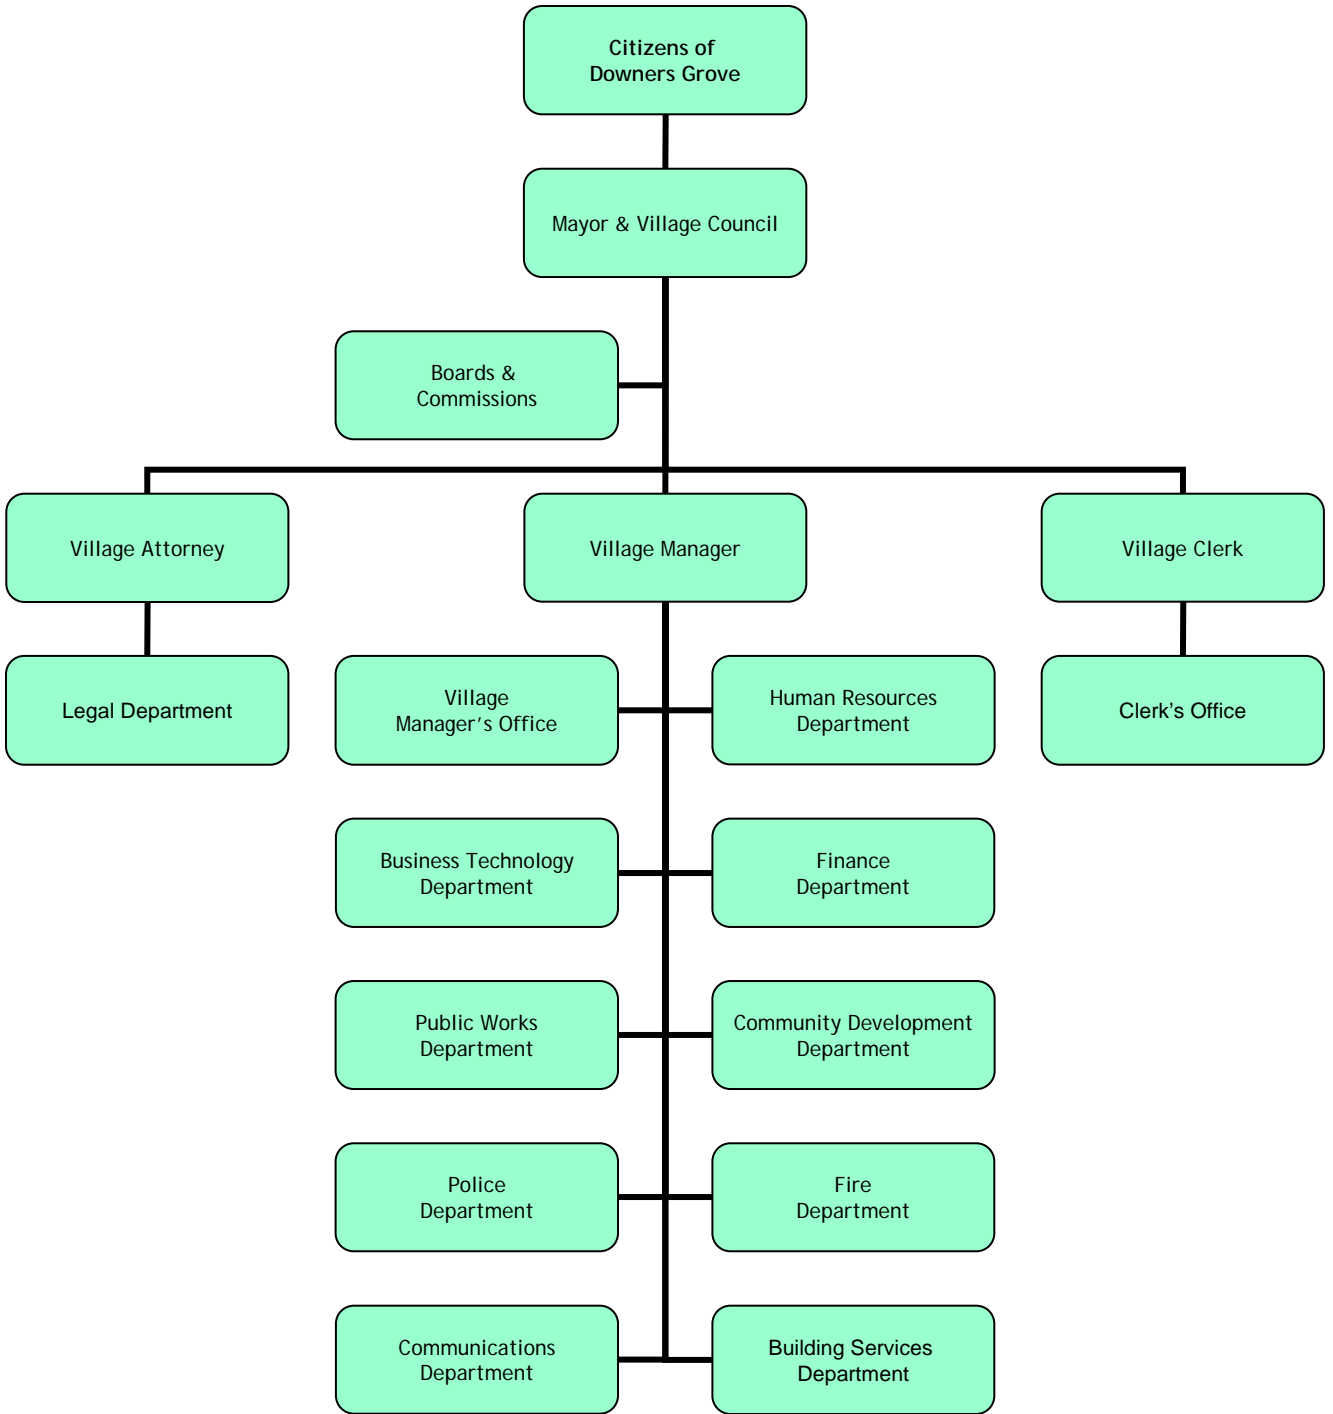 Citizens of
Downers Grove
Mayor & Village Council
Boards &
Commissions
Village Attorney
Village Manager
Village Clerk
Legal Department
Village
Manager’s Office
Human Resources
Department
Clerk’s Office
Business Technology
Department
Finance
Department
Public Works
Department
Community Development
Department
Police
Department
Fire
Department
Communications
Department
Building Services
Department